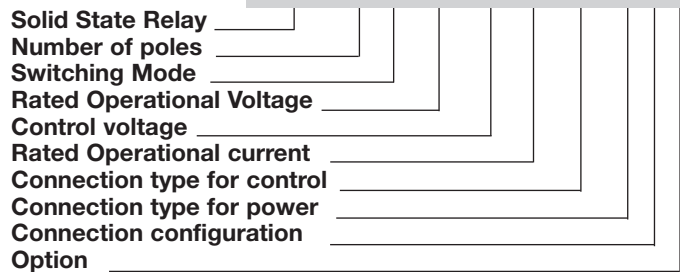 Solid State Relay
Number of poles
Switching Mode
Rated Operational Voltage
Control voltage
Rated Operational current
Connection type for control
Connection type for power
Connection configuration
Option